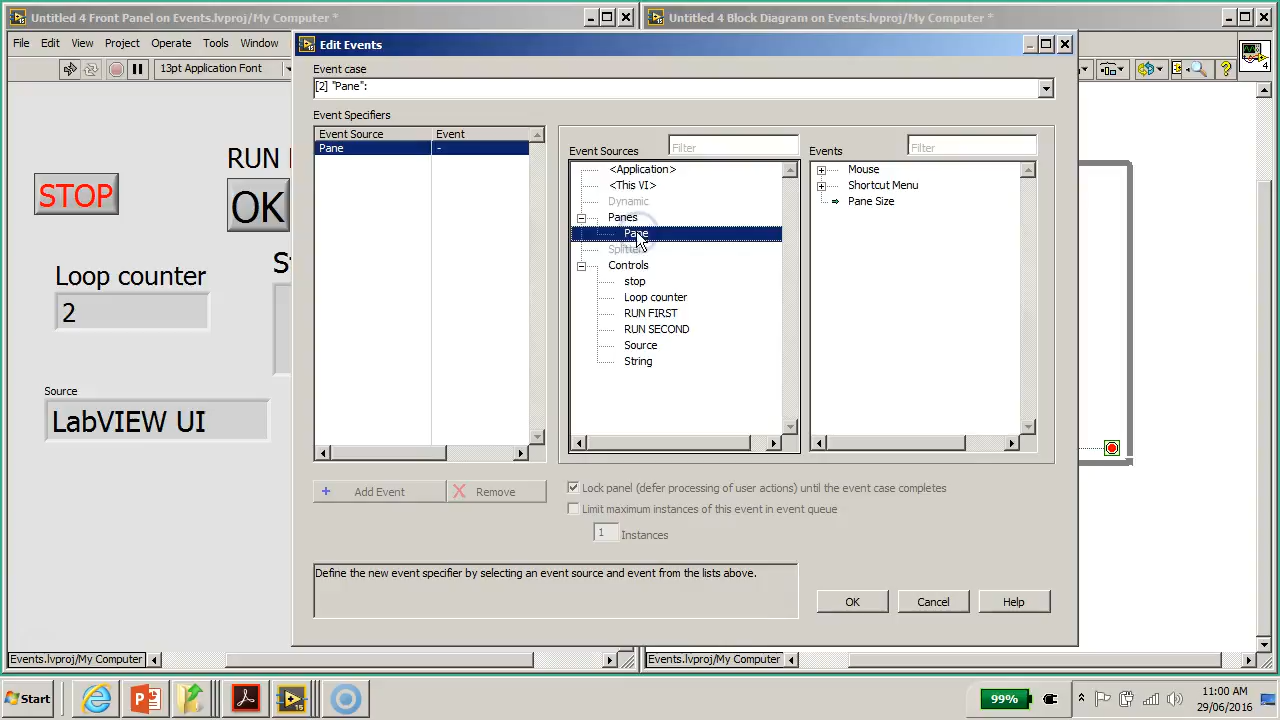 Untitled 4 Front Panel on Events.lvproj/My Computer *
Untitled 4 Block Diagram on Events.lvproj/My Computer *
File Edit View Project Operate Tools Window
13pt Application Font
Edit Events
Event case
[2] "Pane":
Event Specifiers
Event Source Event
Pane -
Event Sources Filter
<Application>
<This VI>
Dynamic
Panes
Pane
Controls
stop
Loop counter
RUN FIRST
RUN SECOND
Source
String
Events Filter
Mouse
Shortcut Menu
Pane Size
Add Event Remove
Lock panel (defer processing of user actions) until the event case completes
Limit maximum instances of this event in event queue
1 Instances
Define the new event specifier by selecting an event source and event from the lists above.
OK Cancel Help
RUN
STOP
OK
Loop counter
2
Source
LabVIEW UI
4
15
Events.lvproj/My Computer
Events.lvproj/My Computer
Start
99%
11:00 AM
29/06/2016